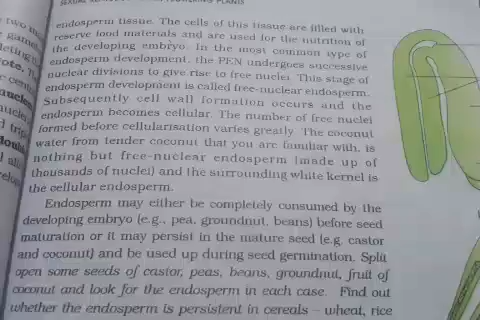 endosperm tissue. The cells of this tissue are filled with
reserve food materials and are used for the nutrition of
the developing embryo. In the most common type of
endosperm development, the PEN undergoes successive
nuclear divisions to give rise to free nuclei. This stage of
endosperm development is called free-nuclear endosperm.
Subsequently cell wall formation occurs and the
endosperm becomes cellular. The number of free nuclei
formed before cellularisation varies greatly. The coconut
water from tender coconut that you are familiar with, is
nothing but free-nuclear endosperm (made up of
thousands of nuclei) and the surrounding white kernel is
the cellular endosperm.
Endosperm may either be completely consumed by the
developing embryo (e.g., pea, groundnut, beans) before seed
maturation or it may persist in the mature seed (e.g. castor
and coconut) and be used up during seed germination. Split
open some seeds of castor, peas, beans, groundnut, fruit of
coconut and look for the endosperm in each case. Find out
whether the endosperm is persistent in cereals – wheat, rice